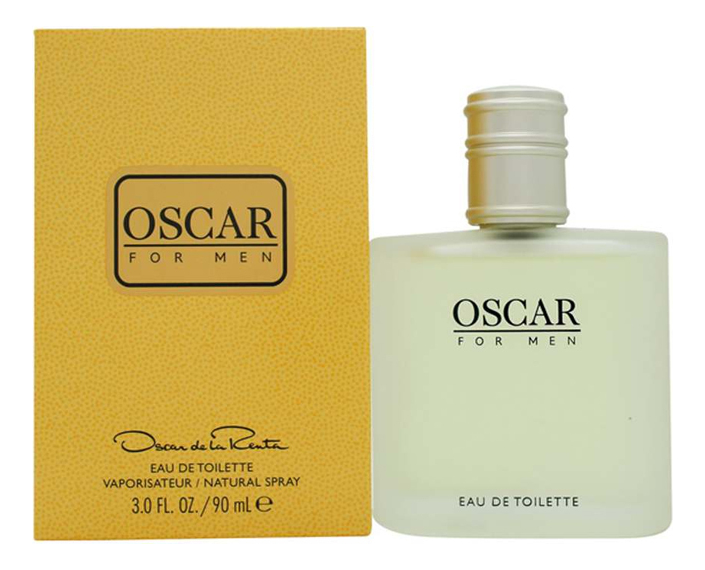 OSCAR
FOR MEN
Oscar de la Renta
EAU DE TOILETTE
VAPORISATEUR / NATURAL SPRAY
3.0 FL. OZ. / 90 mL ℮
OSCAR
FOR MEN
EAU DE TOILETTE